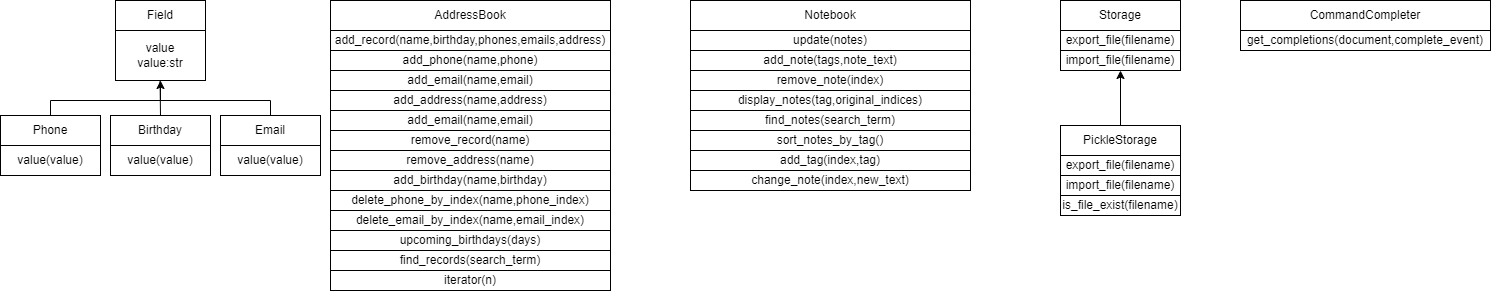 Field
value
value:str
Phone
value(value)
Birthday
value(value)
Email
value(value)
AddressBook
add_record(name,birthday,phones,emails,address)
add_phone(name,phone)
add_email(name,email)
add_address(name,address)
add_email(name,email)
remove_record(name)
remove_address(name)
add_birthday(name,birthday)
delete_phone_by_index(name,phone_index)
delete_email_by_index(name,email_index)
upcoming_birthdays(days)
find_records(search_term)
iterator(n)
Notebook
update(notes)
add_note(tags,note_text)
remove_note(index)
display_notes(tag,original_indices)
find_notes(search_term)
sort_notes_by_tag()
add_tag(index,tag)
change_note(index,new_text)
Storage
export_file(filename)
import_file(filename)
PickleStorage
export_file(filename)
import_file(filename)
is_file_exist(filename)
CommandCompleter
get_completions(document,complete_event)